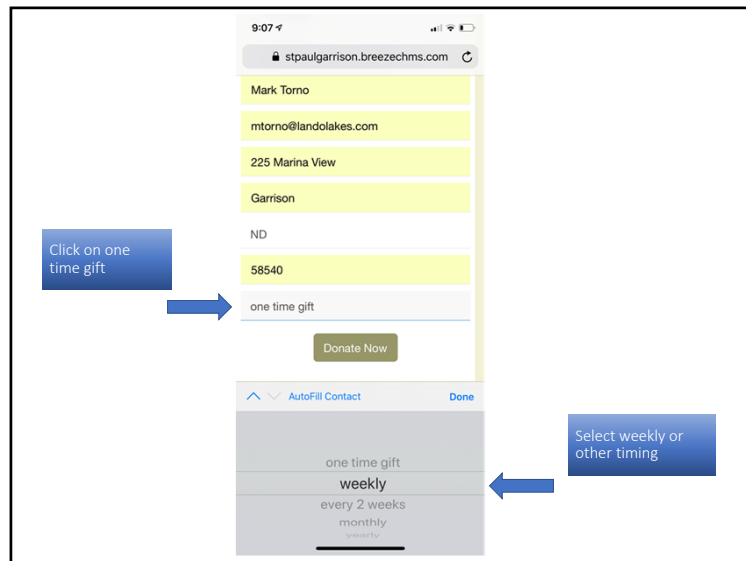 9:07
stpaulgarrison.breezechms.com
Mark Torno
mtorno@landolakes.com
225 Marina View
Garrison
ND
Click on one
time gift
58540
one time gift
Donate Now
AutoFill Contact Done
Select weekly or
other timing
one time gift
weekly
every 2 weeks
monthly
yearly